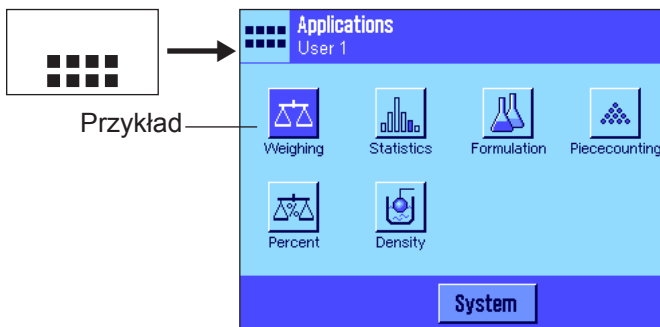 Applications
User 1
Przykład
Weighing
Statistics
Formulation
Piececounting
Percent
Density
System